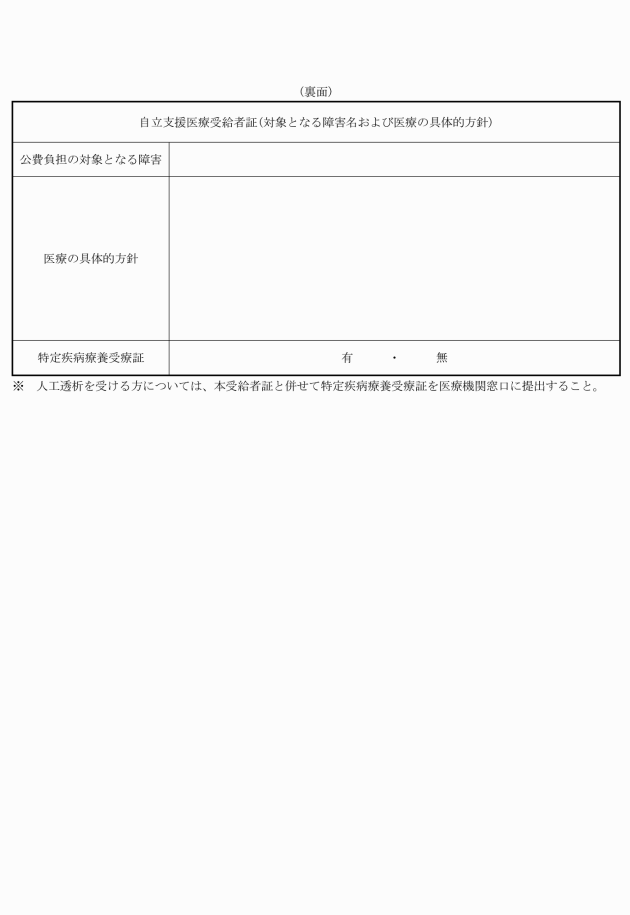 （裏面）
自立支援医療受給者証（対象となる障害名および医療の具体的方針）
公費負担の対象となる障害
医療の具体的方針
特定疾病療養受療証
有　・　無
※　人工透析を受ける方については、本受給者証と併せて特定疾病療養受療証を医療機関窓口に提出すること。